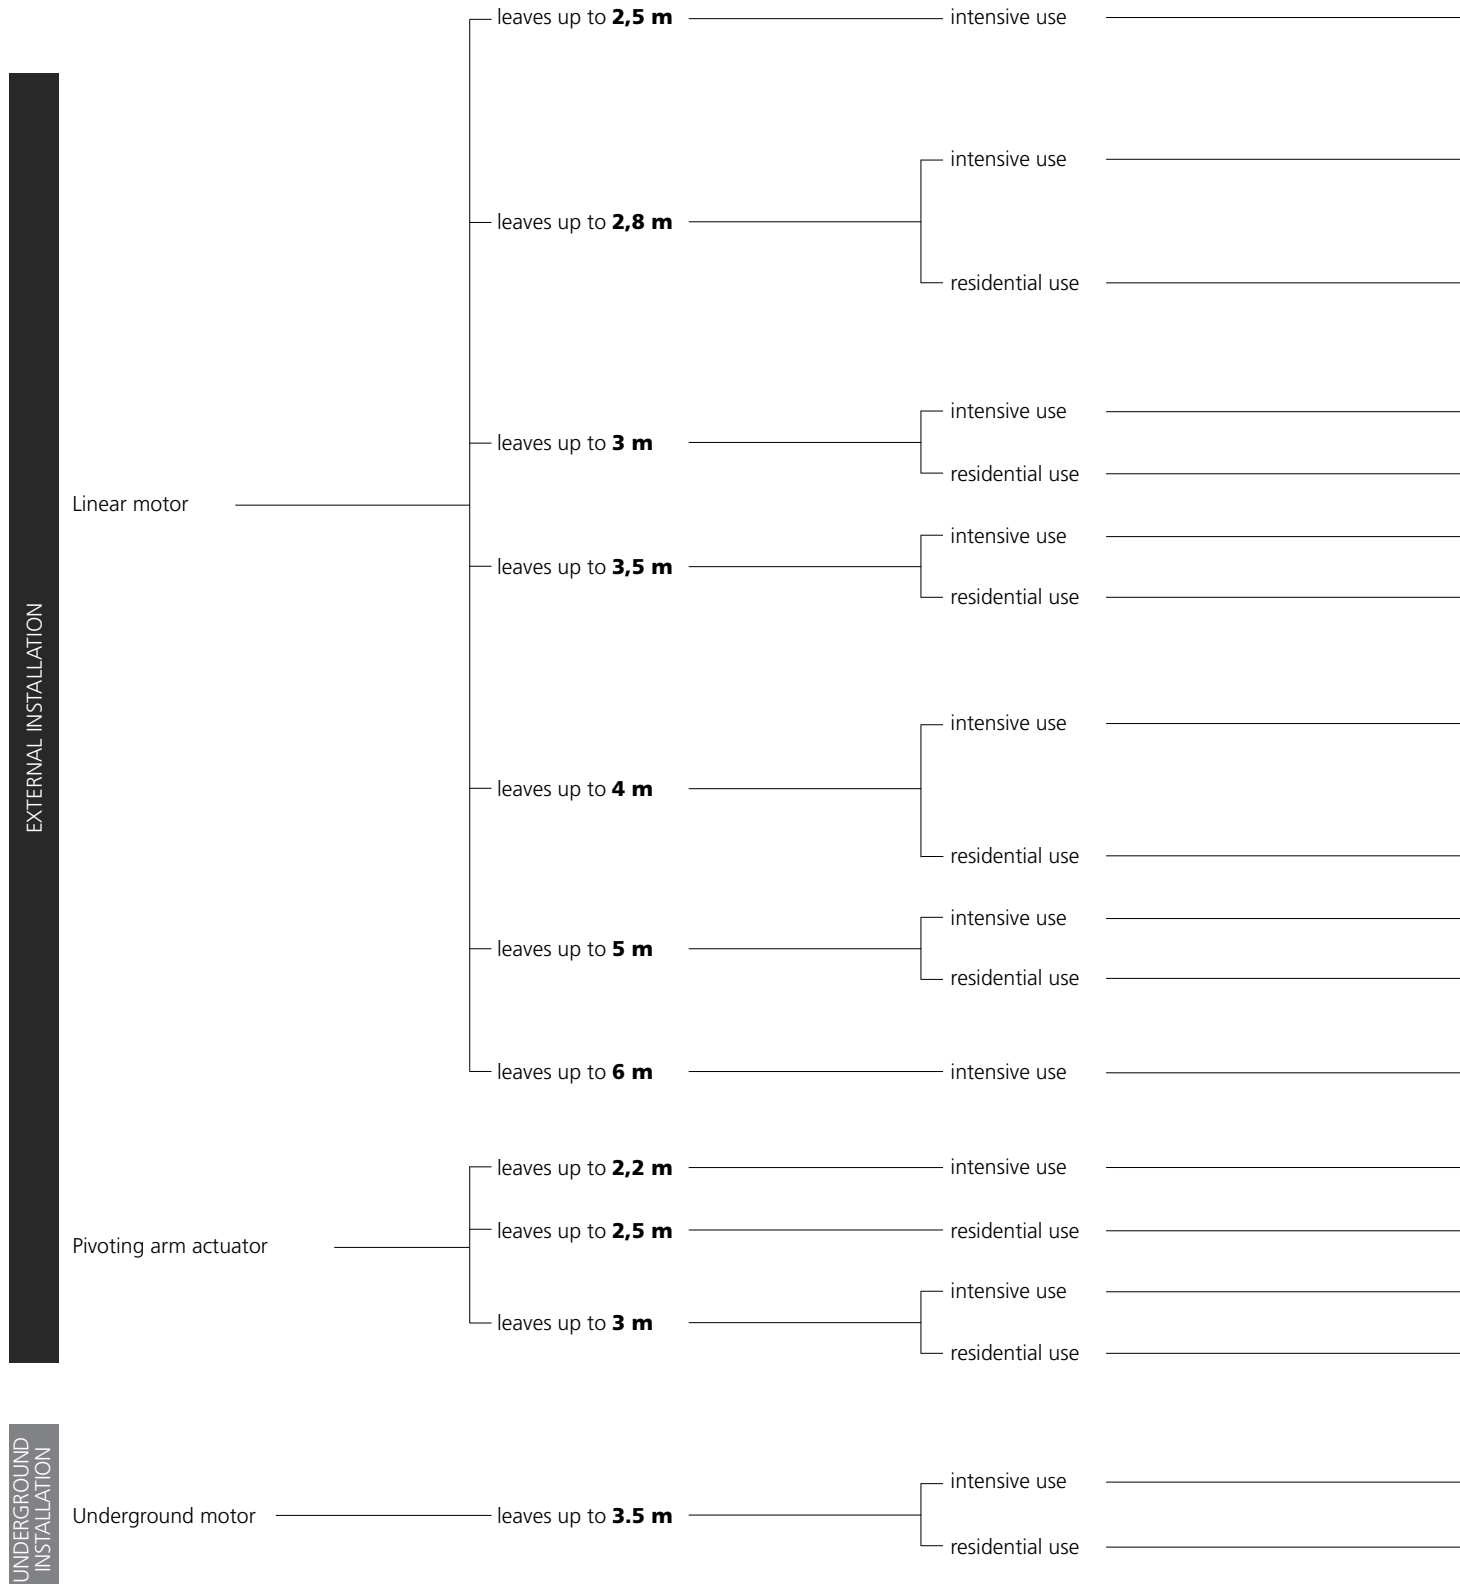 leaves up to 2,5 m intensive use
intensive use
leaves up to 2,8 m
residential use
intensive use
leaves up to 3 m
residential use
Linear motor
intensive use
leaves up to 3,5 m
residential use
EXTERNAL INSTALLATION
intensive use
leaves up to 4 m
residential use
intensive use
leaves up to 5 m
residential use
leaves up to 6 m intensive use
leaves up to 2,2 m intensive use
leaves up to 2,5 m residential use
Pivoting arm actuator
intensive use
leaves up to 3 m
residential use
UNDERGROUND
INSTALLATION
intensive use
Underground motor leaves up to 3.5 m
residential use